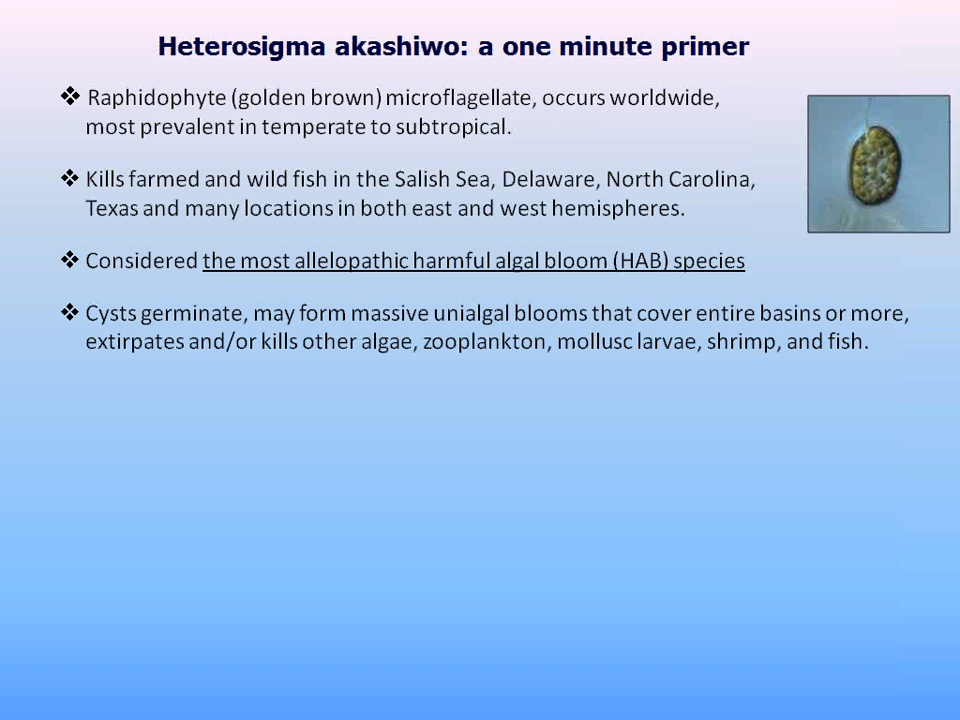 Heterosigma akashiwo: a one minute primer
❖ Raphidophyte (golden brown) microflagellate, occurs worldwide,
most prevalent in temperate to subtropical.
❖ Kills farmed and wild fish in the Salish Sea, Delaware, North Carolina,
Texas and many locations in both east and west hemispheres.
❖ Considered the most allelopathic harmful algal bloom (HAB) species
❖ Cysts germinate, may form massive unialgal blooms that cover entire basins or more,
extirpates and/or kills other algae, zooplankton, mollusc larvae, shrimp, and fish.